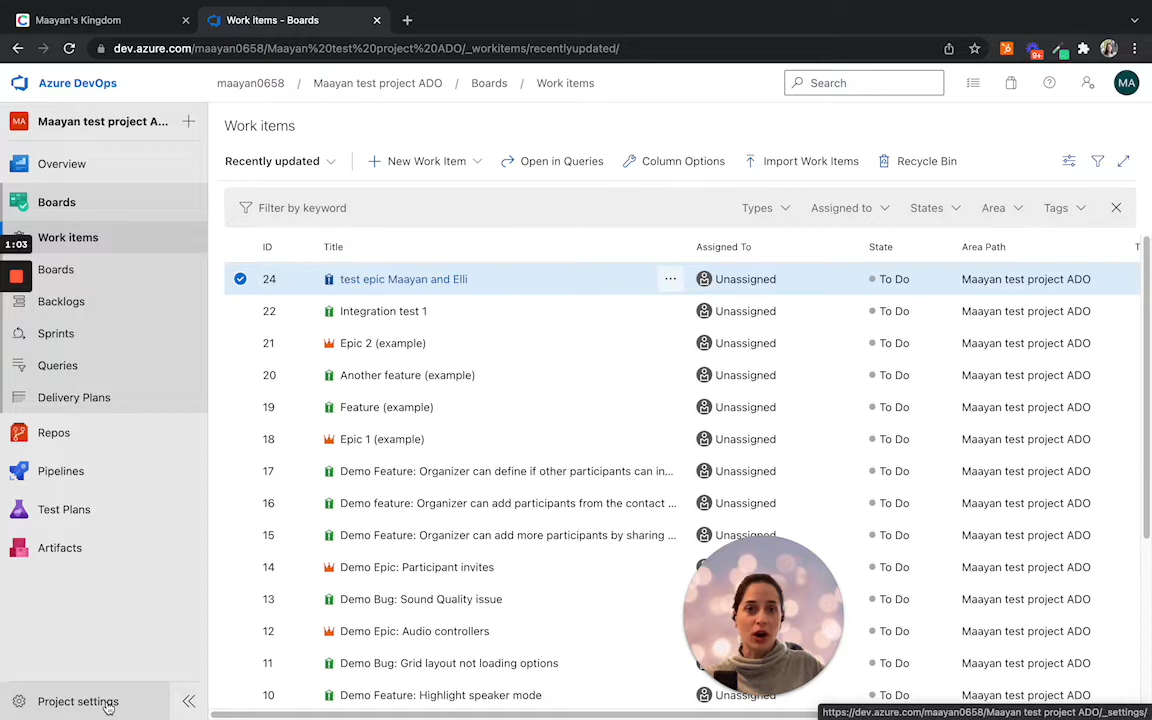 Maayan's Kingdom
Work items - Boards
dev.azure.com/maayan0658/Maayan%20test%20project%20ADO/_workitems/recentlyupdated/
9+
Azure DevOps
maayan0658 / Maayan test project ADO / Boards / Work items
Search
MA
MA Maayan test project A...
Overview
Boards
Work items
1:03
Boards
Backlogs
Sprints
Queries
Delivery Plans
Repos
Pipelines
Test Plans
Artifacts
Project settings
Work items
Recently updated New Work Item Open in Queries Column Options Import Work Items Recycle Bin
Filter by keyword Types Assigned to States Area Tags
ID Title Assigned To State Area Path T
24 test epic Maayan and Elli ... Unassigned To Do Maayan test project ADO
22 Integration test 1 Unassigned To Do Maayan test project ADO
21 Epic 2 (example) Unassigned To Do Maayan test project ADO
20 Another feature (example) Unassigned To Do Maayan test project ADO
19 Feature (example) Unassigned To Do Maayan test project ADO
18 Epic 1 (example) Unassigned To Do Maayan test project ADO
17 Demo Feature: Organizer can define if other participants can in... Unassigned To Do Maayan test project ADO
16 Demo feature: Organizer can add participants from the contact ... Unassigned To Do Maayan test project ADO
15 Demo Feature: Organizer can add more participants by sharing ... Unassigned To Do Maayan test project ADO
14 Demo Epic: Participant invites To Do Maayan test project ADO
13 Demo Bug: Sound Quality issue To Do Maayan test project ADO
12 Demo Epic: Audio controllers To Do Maayan test project ADO
11 Demo Bug: Grid layout not loading options To Do Maayan test project ADO
10 Demo Feature: Highlight speaker mode Unassigned To Do Maayan test project ADO
https://dev.azure.com/maayan0658/Maayan test project ADO/_settings/